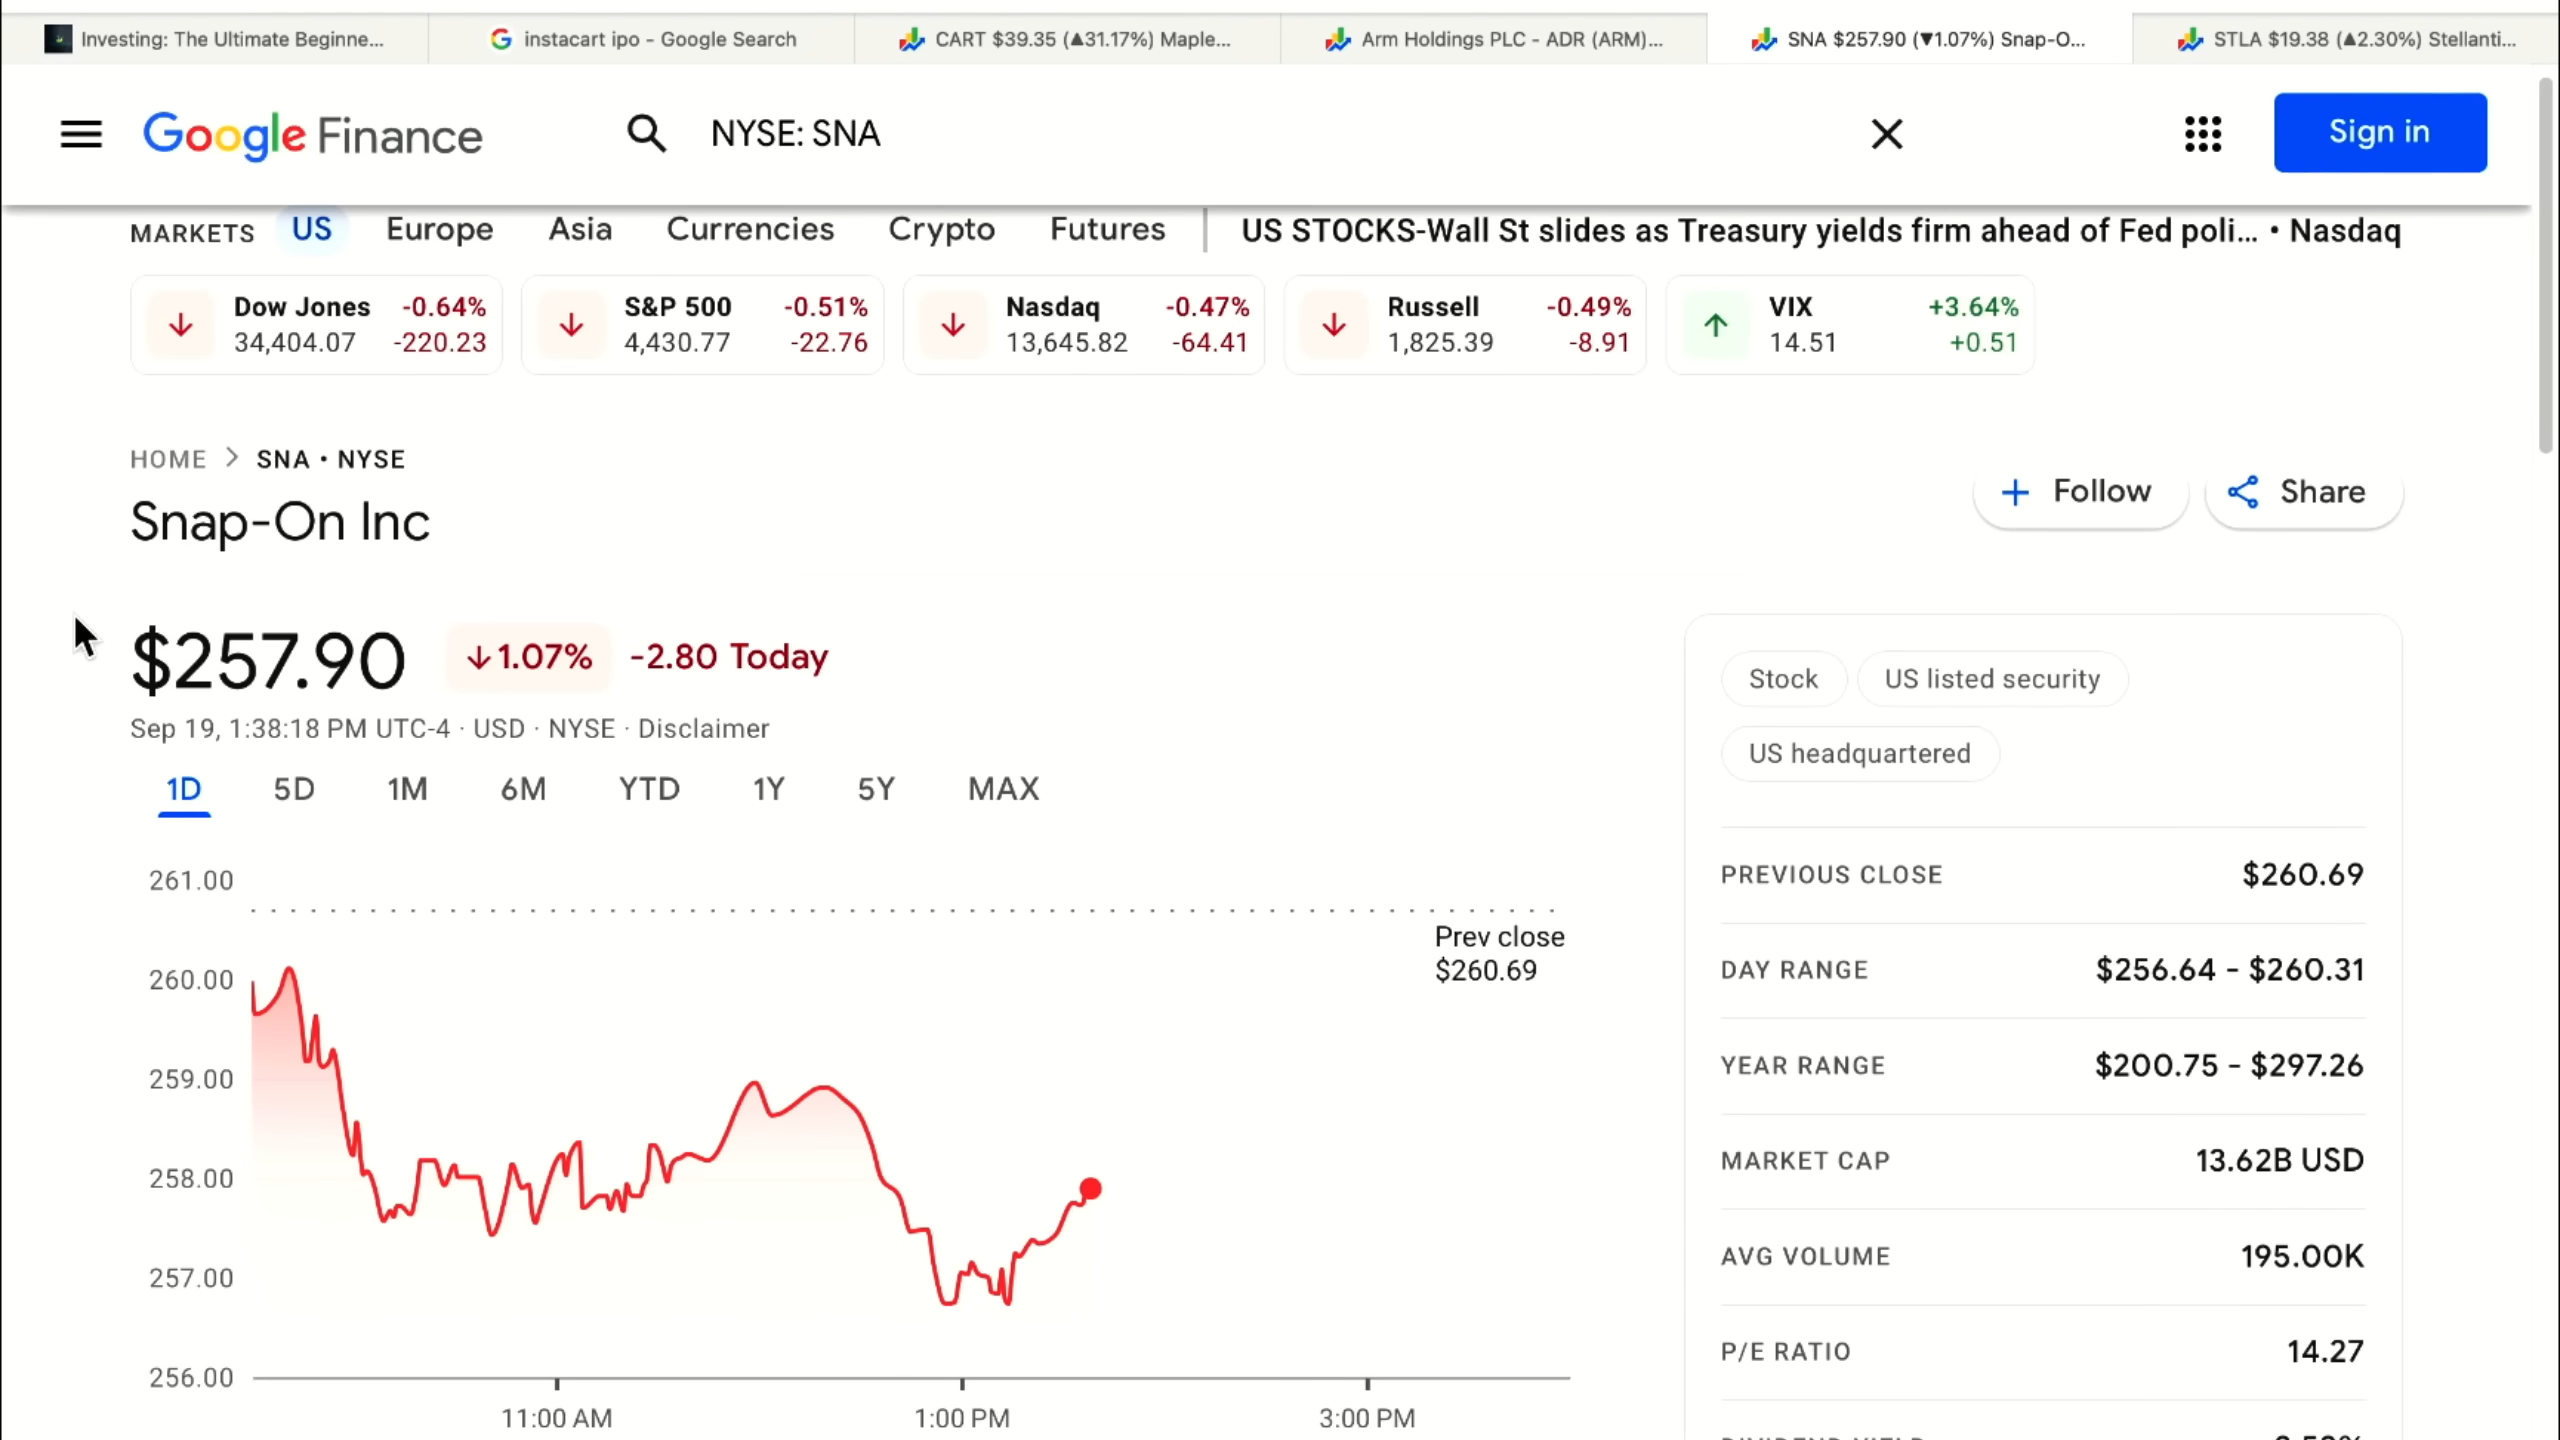 Investing: The Ultimate Beginne...
instacart ipo - Google Search
CART $39.35 (▲31.17%) Maple...
Arm Holdings PLC - ADR (ARM)...
SNA $257.90 (▼1.07%) Snap-O...
STLA $19.38 (▲2.30%) Stellanti...
Google Finance
NYSE: SNA
Sign in
MARKETS US Europe Asia Currencies Crypto Futures
US STOCKS-Wall St slides as Treasury yields firm ahead of Fed poli... • Nasdaq
Dow Jones -0.64%
34,404.07 -220.23
S&P 500 -0.51%
4,430.77 -22.76
Nasdaq -0.47%
13,645.82 -64.41
Russell -0.49%
1,825.39 -8.91
VIX +3.64%
14.51 +0.51
HOME > SNA • NYSE
Snap-On Inc
+ Follow
Share
$257.90 ↓1.07% -2.80 Today
Sep 19, 1:38:18 PM UTC-4 · USD · NYSE · Disclaimer
1D 5D 1M 6M YTD 1Y 5Y MAX
261.00
260.00
259.00
258.00
257.00
256.00
Prev close
$260.69
11:00 AM 1:00 PM 3:00 PM
Stock
US listed security
US headquartered
PREVIOUS CLOSE $260.69
DAY RANGE $256.64 - $260.31
YEAR RANGE $200.75 - $297.26
MARKET CAP 13.62B USD
AVG VOLUME 195.00K
P/E RATIO 14.27